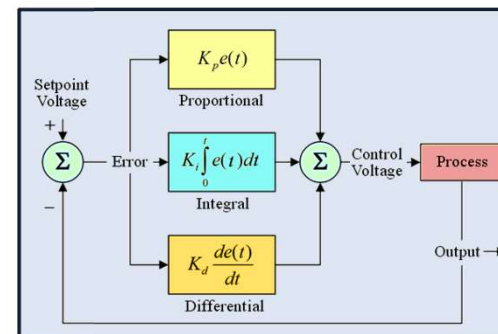 Setpoint
Voltage
+
Σ
−
Error
K_p e(t)
Proportional
K_i ∫_0^t e(t)dt
Integral
K_d de(t)/dt
Differential
Σ
Control
Voltage
Process
Output